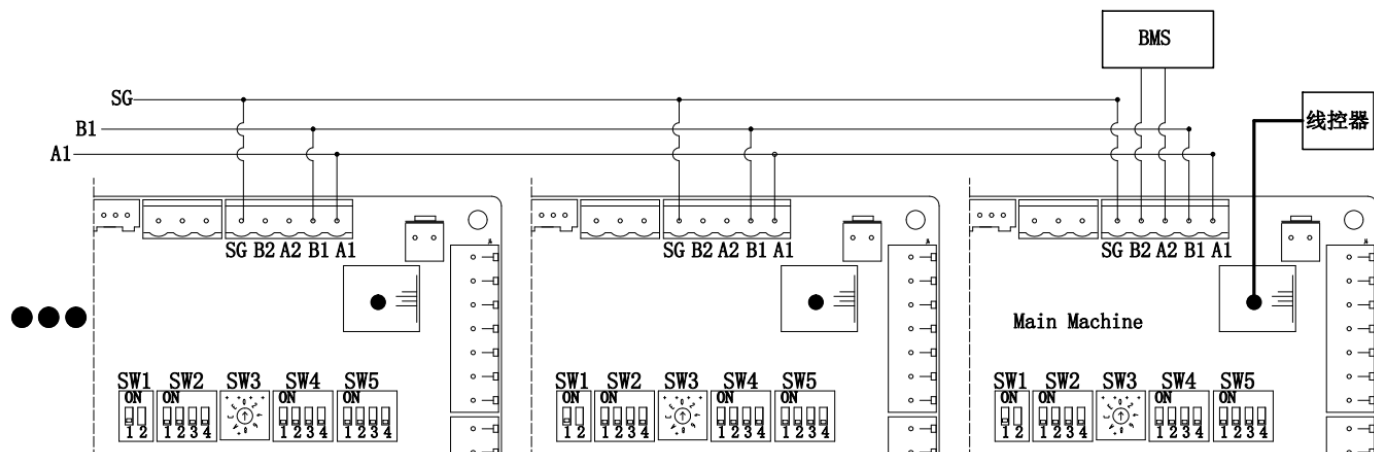 BMS
SG
线控器
B1
A1
SG B2 A2 B1 A1
SG B2 A2 B1 A1
SG B2 A2 B1 A1
Main Machine
SW1 SW2 SW3 SW4 SW5
ON ON ON ON
1 2 1 2 3 4 1 2 3 4 1 2 3 4
SW1 SW2 SW3 SW4 SW5
ON ON ON ON
1 2 1 2 3 4 1 2 3 4 1 2 3 4
SW1 SW2 SW3 SW4 SW5
ON ON ON ON
1 2 1 2 3 4 1 2 3 4 1 2 3 4